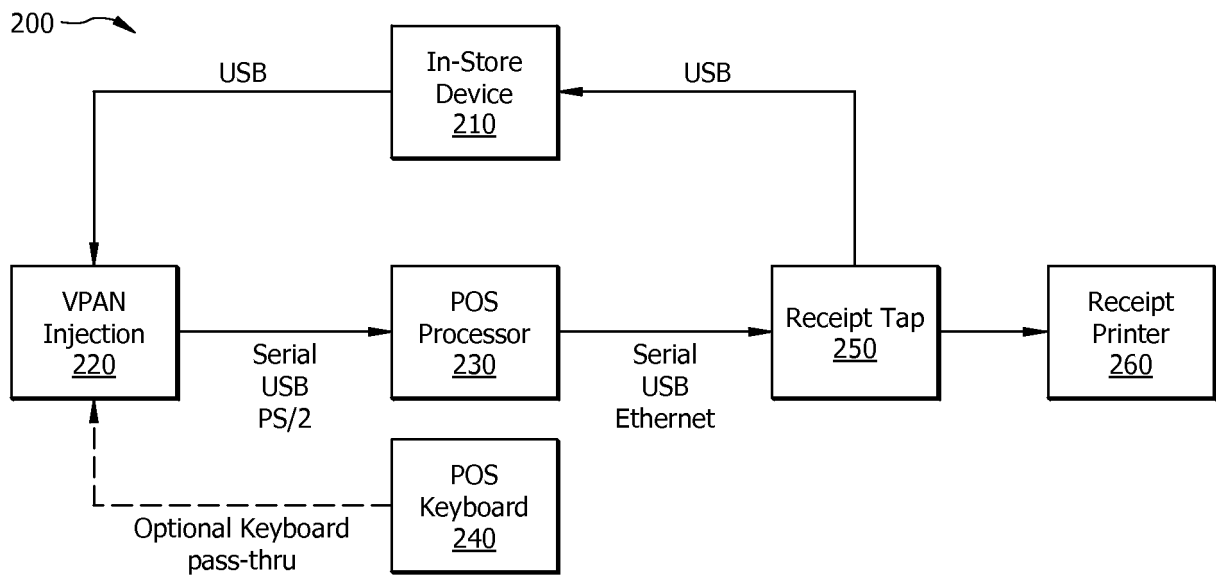 200
USB
In-Store
Device
210
USB
VPAN
Injection
220
Serial
USB
PS/2
POS
Processor
230
Serial
USB
Ethernet
Receipt Tap
250
Receipt
Printer
260
Optional Keyboard
pass-thru
POS
Keyboard
240